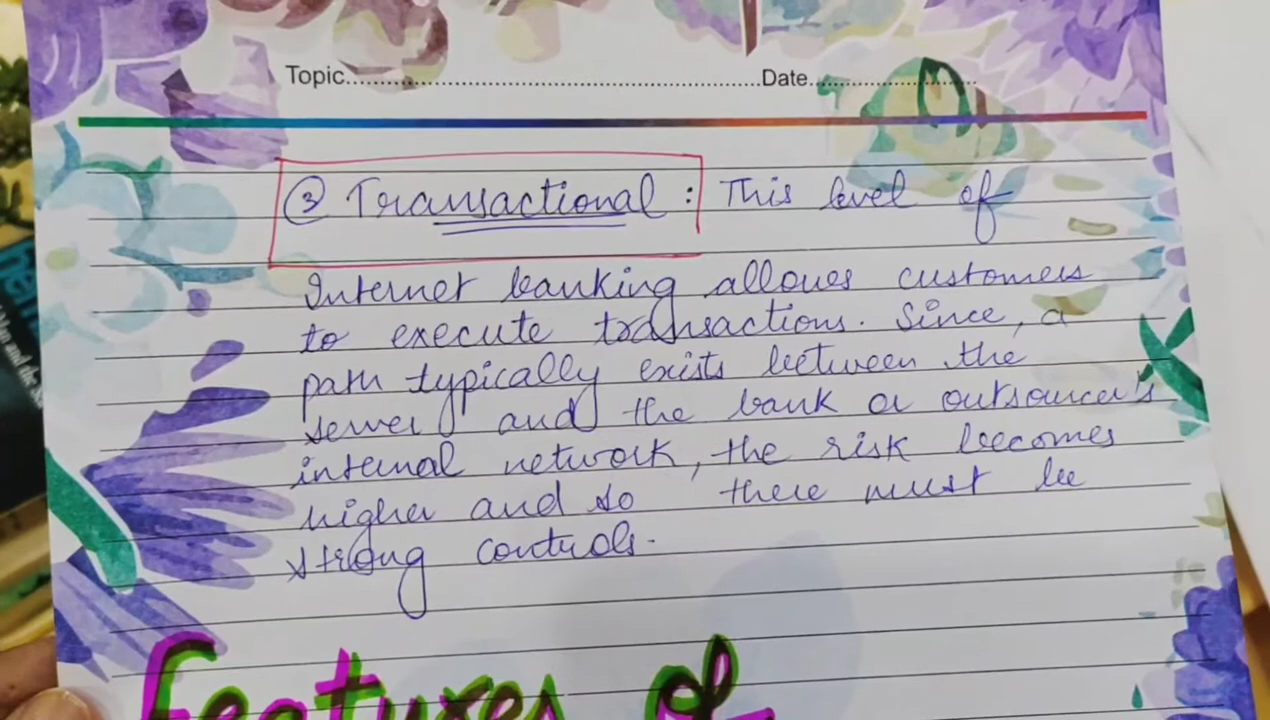 Topic................Date................
③ Transactional : This level of
Internet banking allows customers
to execute transactions. Since, a
path typically exists between the
server and the bank or outsourcer's
internal network, the risk becomes
higher and so there must be
strong controls.
Features of